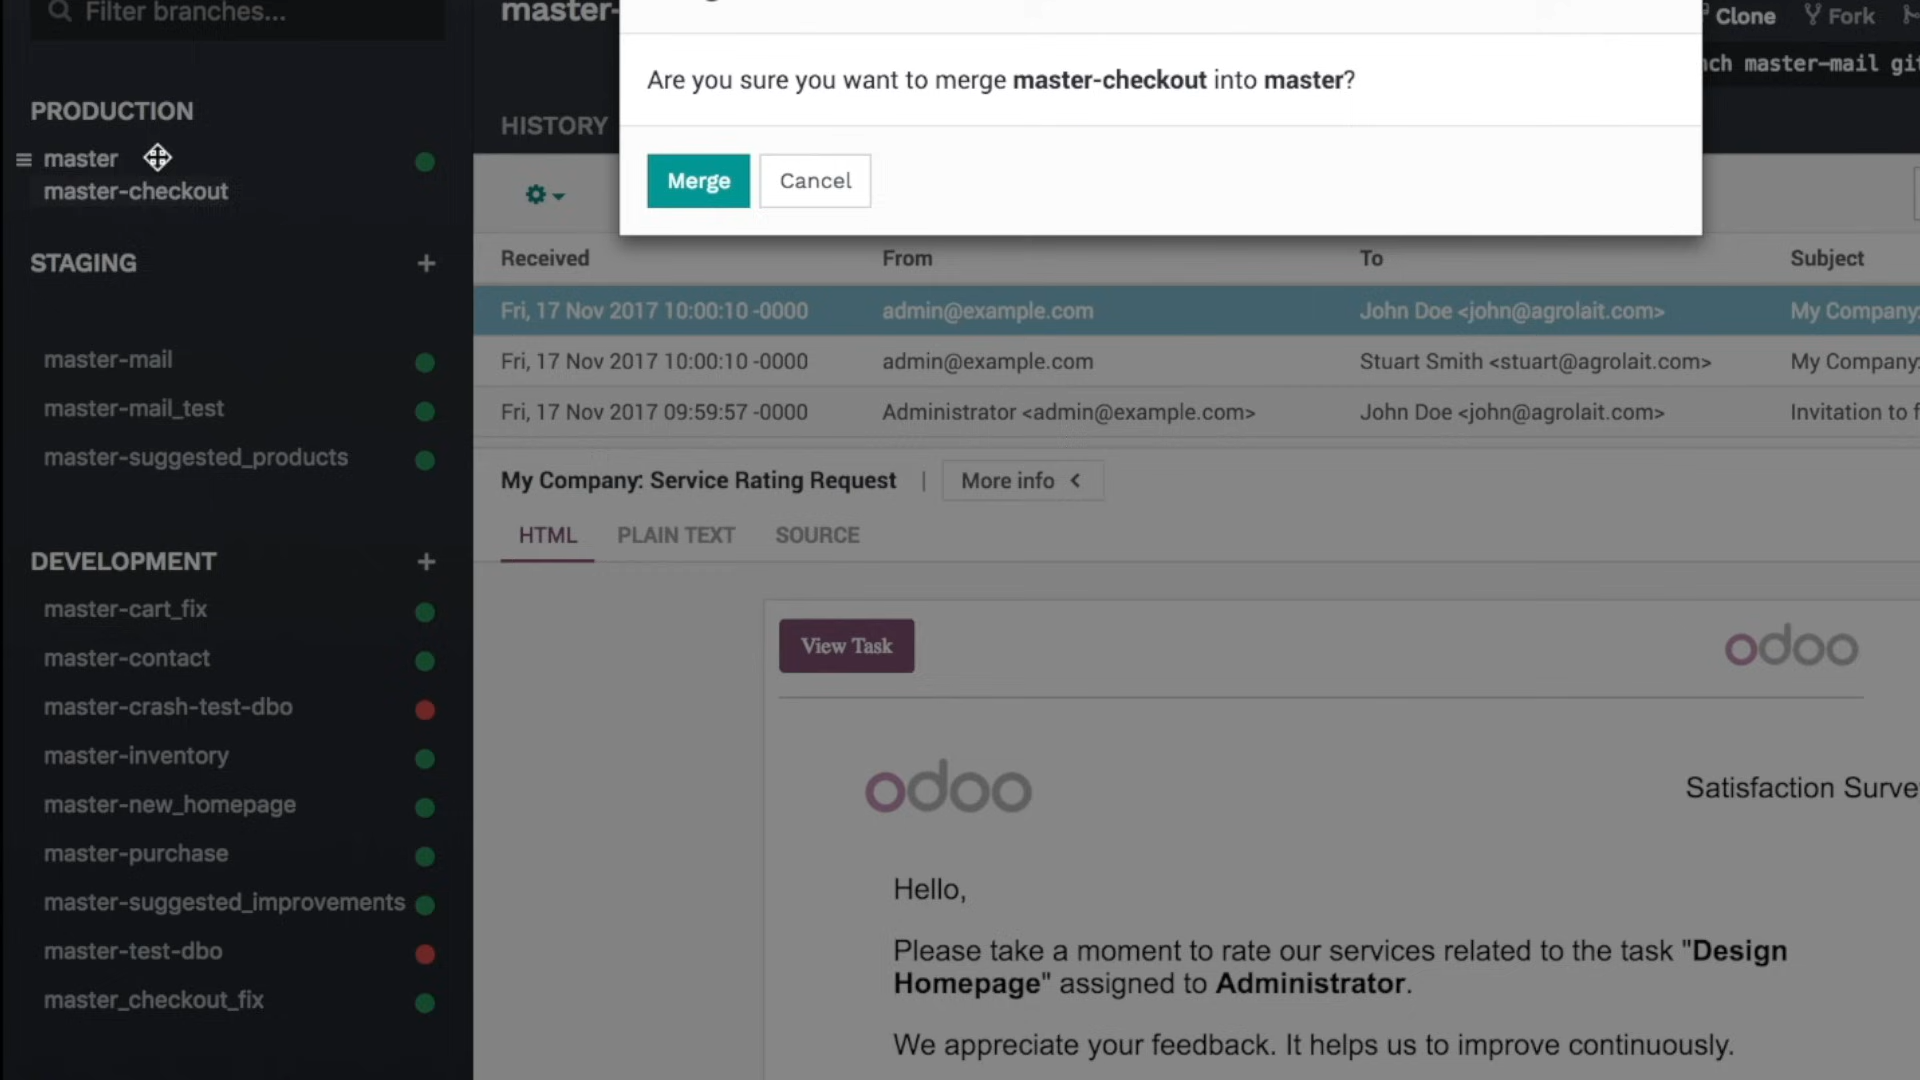 Filter branches...
PRODUCTION
master
master-checkout
STAGING
master-mail
master-mail_test
master-suggested_products
DEVELOPMENT
master-cart_fix
master-contact
master-crash-test-dbo
master-inventory
master-new_homepage
master-purchase
master-suggested_improvements
master-test-dbo
master_checkout_fix
master-
HISTORY
Clone Fork
master-mail
Are you sure you want to merge master-checkout into master?
Merge Cancel
Received From To Subject
Fri, 17 Nov 2017 10:00:10 -0000 admin@example.com John Doe <john@agrolait.com> My Company:
Fri, 17 Nov 2017 10:00:10 -0000 admin@example.com Stuart Smith <stuart@agrolait.com> My Company:
Fri, 17 Nov 2017 09:59:57 -0000 Administrator <admin@example.com> John Doe <john@agrolait.com> Invitation to
My Company: Service Rating Request | More info
HTML PLAIN TEXT SOURCE
View Task odoo
odoo Satisfaction Surve
Hello,
Please take a moment to rate our services related to the task "Design
Homepage" assigned to Administrator.
We appreciate your feedback. It helps us to improve continuously.